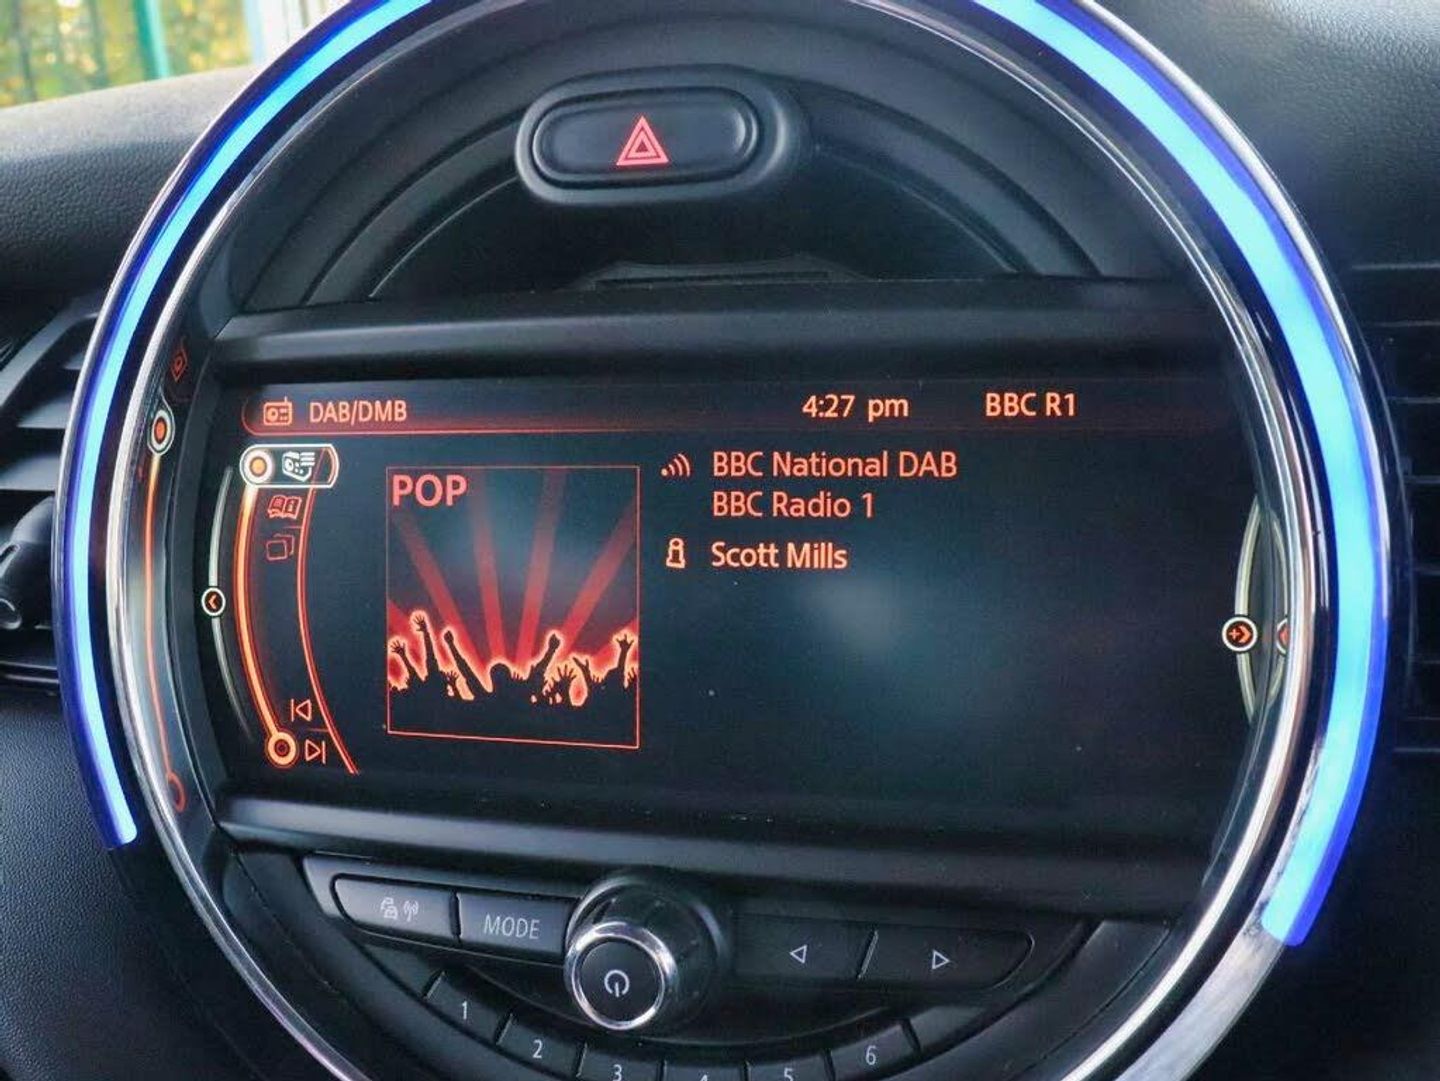 DAB/DMB 4:27 pm BBC R1
POP
BBC National DAB
BBC Radio 1
Scott Mills
MODE
1
2
3
4
5
6